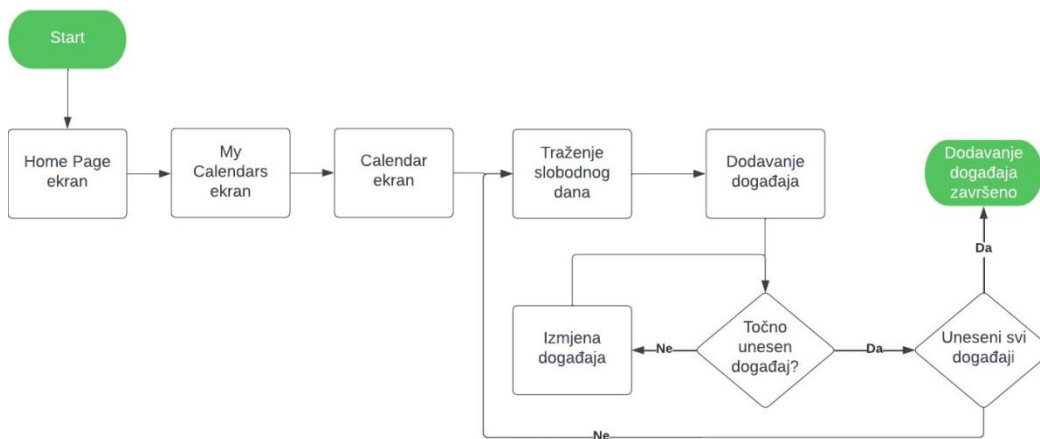 Start
Home Page
ekran
My
Calendars
ekran
Calendar
ekran
Traženje
slobodnog
dana
Dodavanje
događaja
Dodavanje
događaja
završeno
Da
Izmjena
događaja
Ne
Točno
unesen
događaj?
Da
Uneseni svi
događaji
Ne